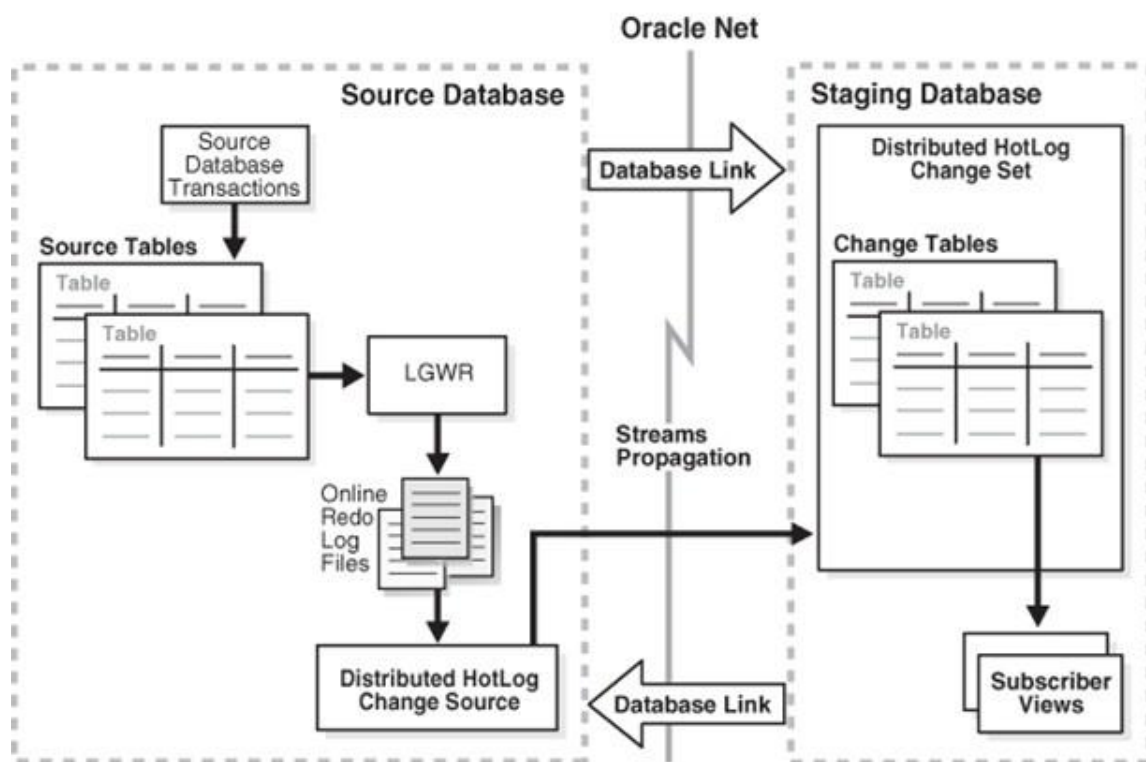 Oracle Net
Source Database
Source
Database
Transactions
Source Tables
Table
Table
LGWR
Online
Redo
Log
Files
Distributed HotLog
Change Source
Database Link
Streams
Propagation
Database Link
Staging Database
Distributed HotLog
Change Set
Change Tables
Table
Table
Subscriber
Views